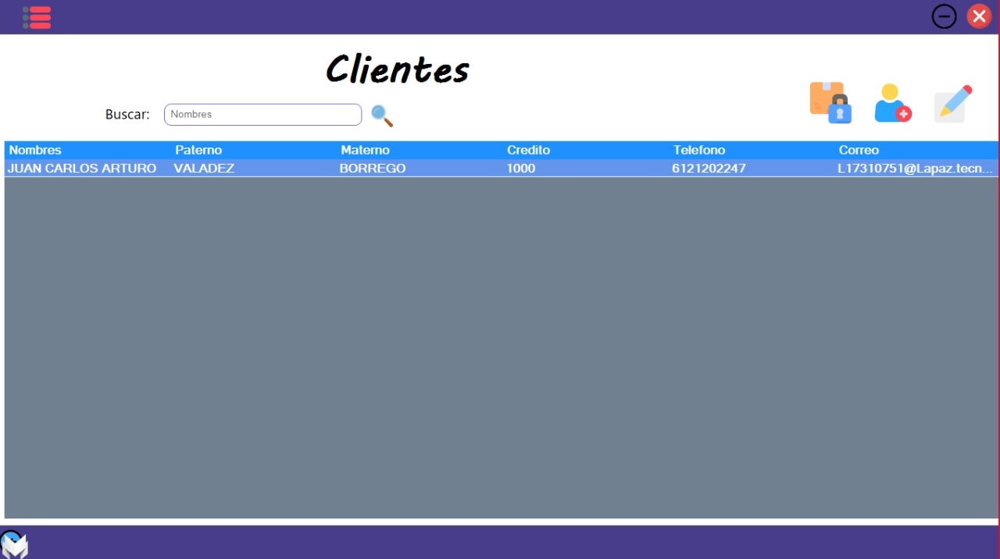 Clientes
Buscar: Nombres
Nombres Paterno Materno Credito Telefono Correo
JUAN CARLOS ARTURO VALADEZ BORREGO 1000 6121202247 L17310751@Lapaz.tecn...